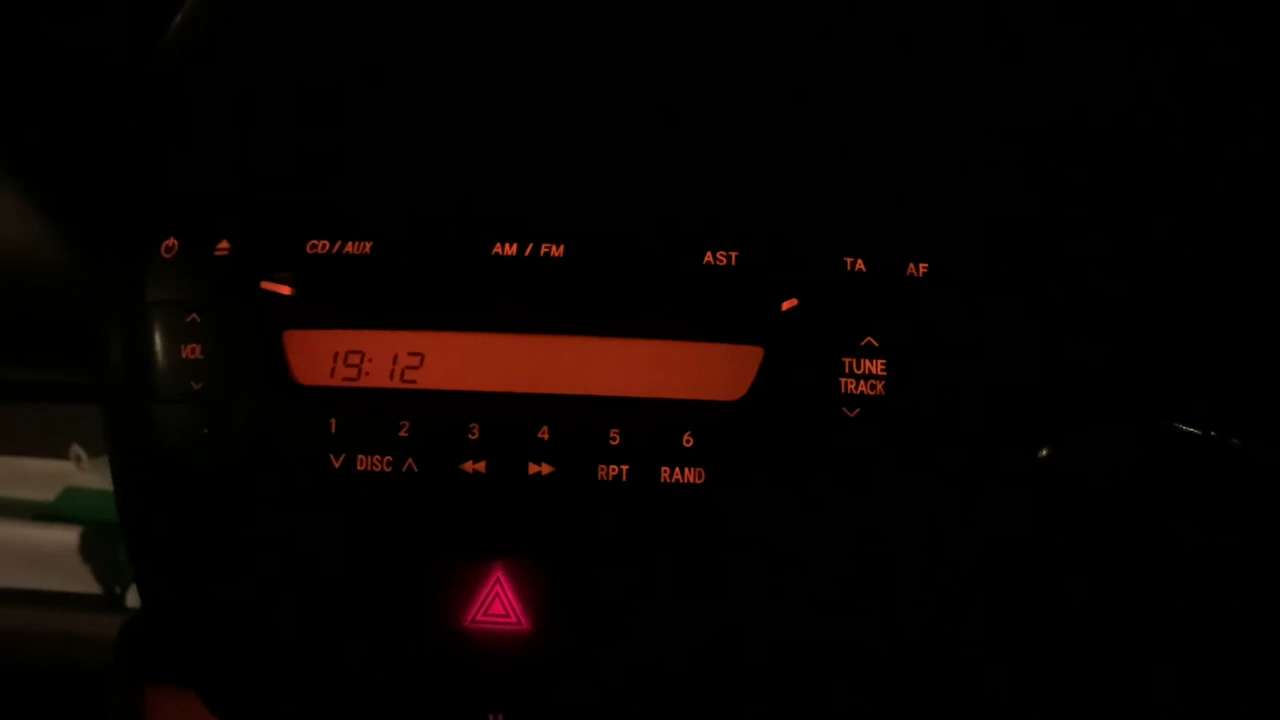 CD / AUX AM / FM AST TA AF
VOL
19:12
TUNE
TRACK
1 2 3 4 5 6
DISC RPT RAND